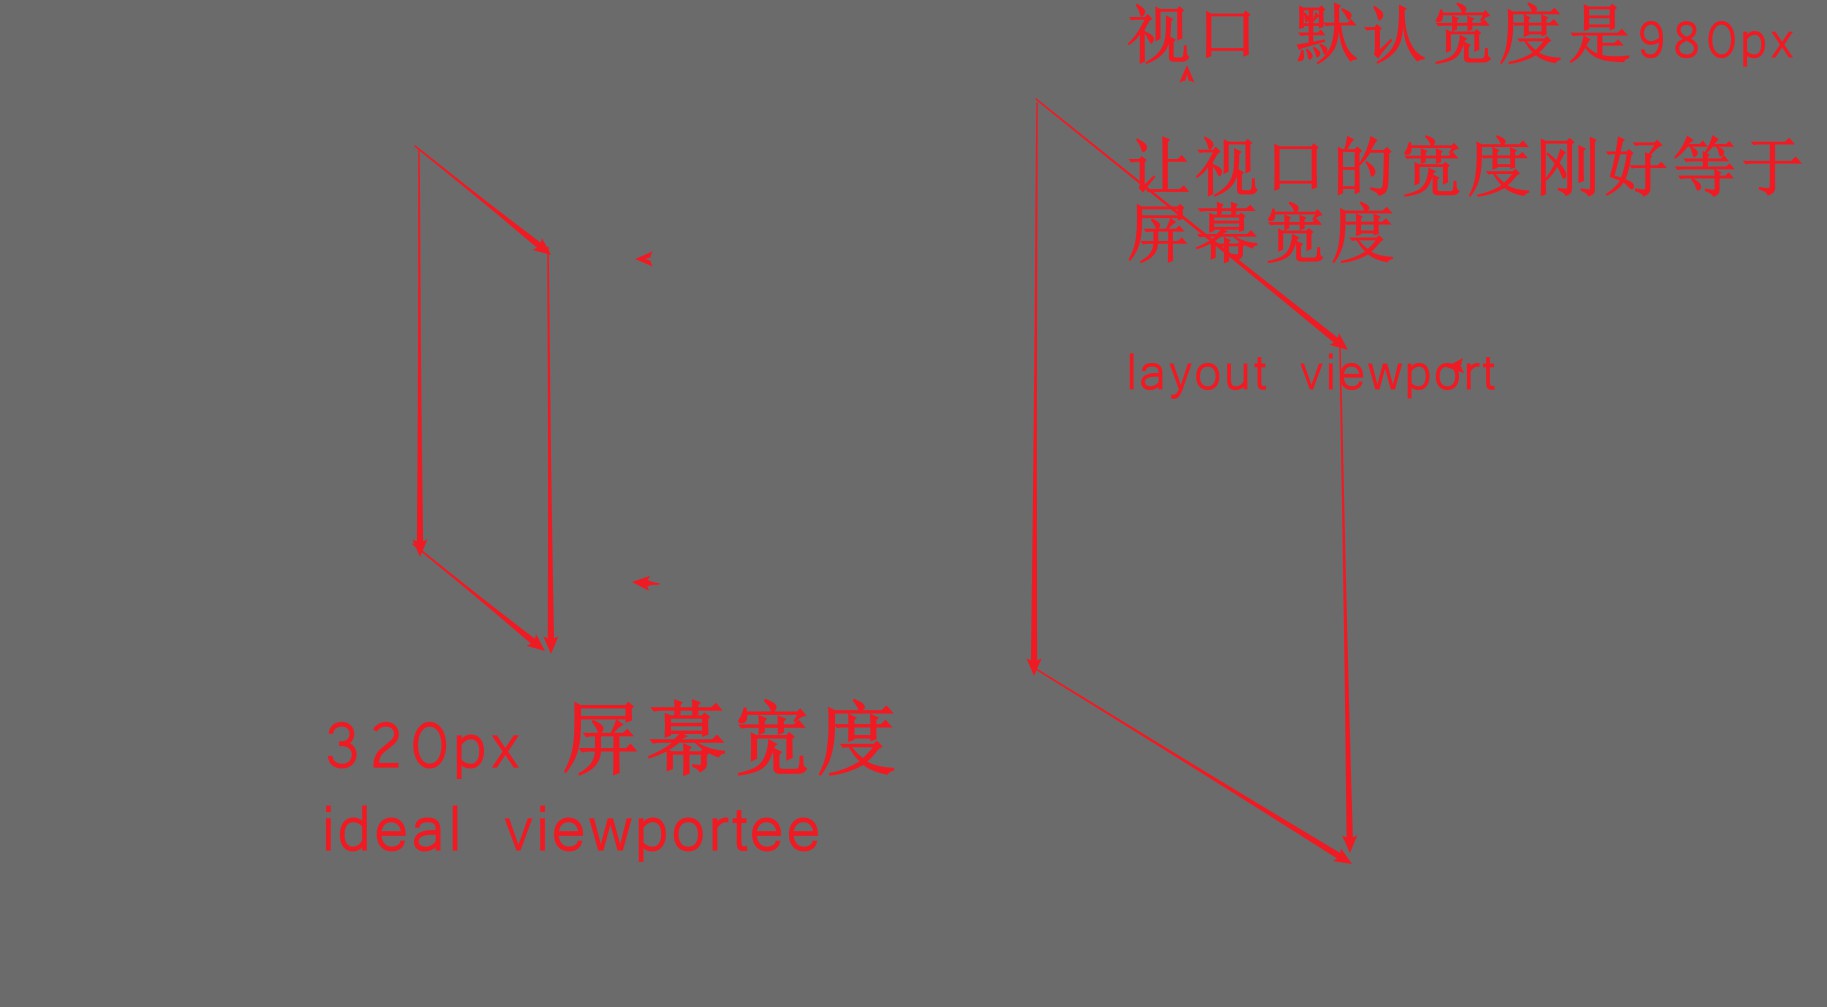 视口 默认宽度是980px
让视口的宽度刚好等于
屏幕宽度
layout viewport
320px 屏幕宽度
ideal viewportee